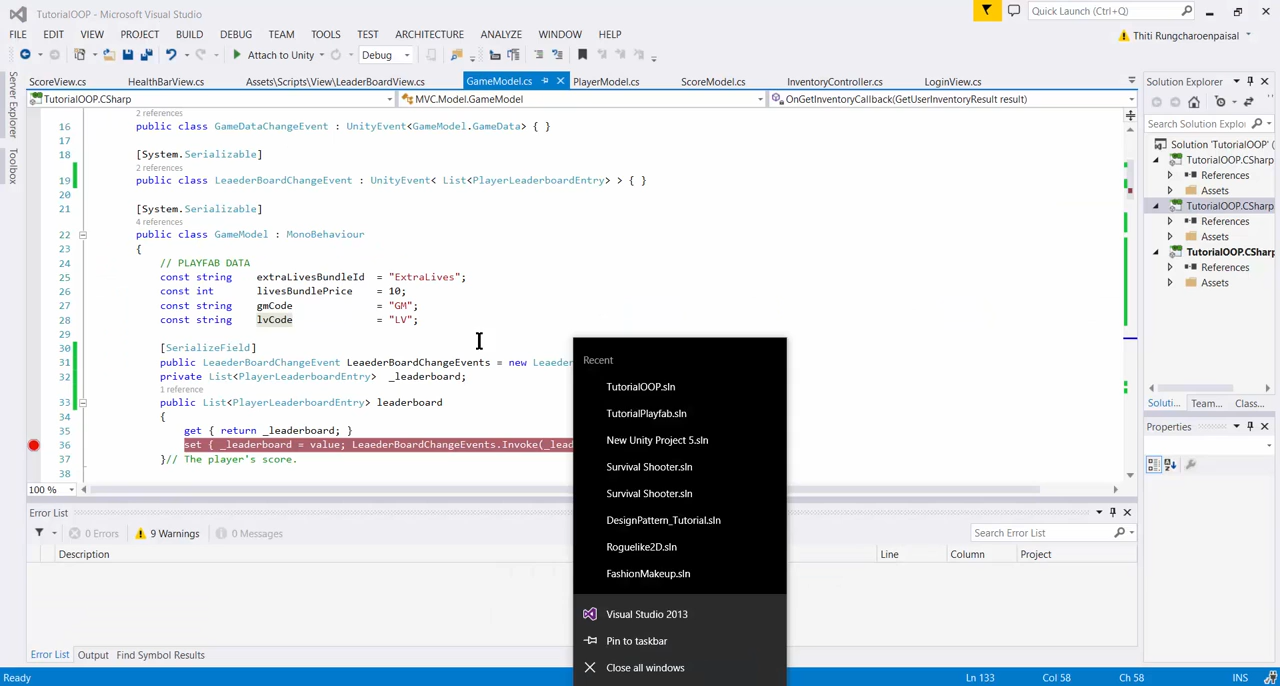 TutorialOOP - Microsoft Visual Studio
Quick Launch (Ctrl+Q)
FILE EDIT VIEW PROJECT BUILD DEBUG TEAM TOOLS TEST ARCHITECTURE ANALYZE WINDOW HELP
Thiti Rungcharoenpaisal
Attach to Unity Debug
Server Explorer
Toolbox
ScoreView.cs HealthBarView.cs Assets\Scripts\View\LeaderBoardView.cs GameModel.cs PlayerModel.cs ScoreModel.cs InventoryController.cs LoginView.cs
TutorialOOP.CSharp MVC.Model.GameModel OnGetInventoryCallback(GetUserInventoryResult result)
2 references
16 public class GameDataChangeEvent : UnityEvent<GameModel.GameData> { }
17
18 [System.Serializable]
2 references
19 public class LeaederBoardChangeEvent : UnityEvent< List<PlayerLeaderboardEntry> > { }
20
21 [System.Serializable]
4 references
22 public class GameModel : MonoBehaviour
23 {
24 // PLAYFAB DATA
25 const string extraLivesBundleId = "ExtraLives";
26 const int livesBundlePrice = 10;
27 const string gmCode = "GM";
28 const string lvCode = "LV";
29
30 [SerializeField]
31 public LeaederBoardChangeEvent LeaederBoardChangeEvents = new Leaeder
32 private List<PlayerLeaderboardEntry> _leaderboard;
1 reference
33 public List<PlayerLeaderboardEntry> leaderboard
34 {
35 get { return _leaderboard; }
36 set { _leaderboard = value; LeaederBoardChangeEvents.Invoke(_lead
37 }// The player's score.
38
100 %
Recent
TutorialOOP.sln
TutorialPlayfab.sln
New Unity Project 5.sln
Survival Shooter.sln
Survival Shooter.sln
DesignPattern_Tutorial.sln
Roguelike2D.sln
FashionMakeup.sln
Visual Studio 2013
Pin to taskbar
Close all windows
Solution Explorer
Search Solution Explo
Solution 'TutorialOOP' (
TutorialOOP.CSharp
References
Assets
TutorialOOP.CSharp
References
Assets
TutorialOOP.CSharp
References
Assets
Soluti... Team... Class...
Properties
Error List
0 Errors 9 Warnings 0 Messages
Search Error List
Description Line Column Project
Error List Output Find Symbol Results
Ready Ln 133 Col 58 Ch 58 INS